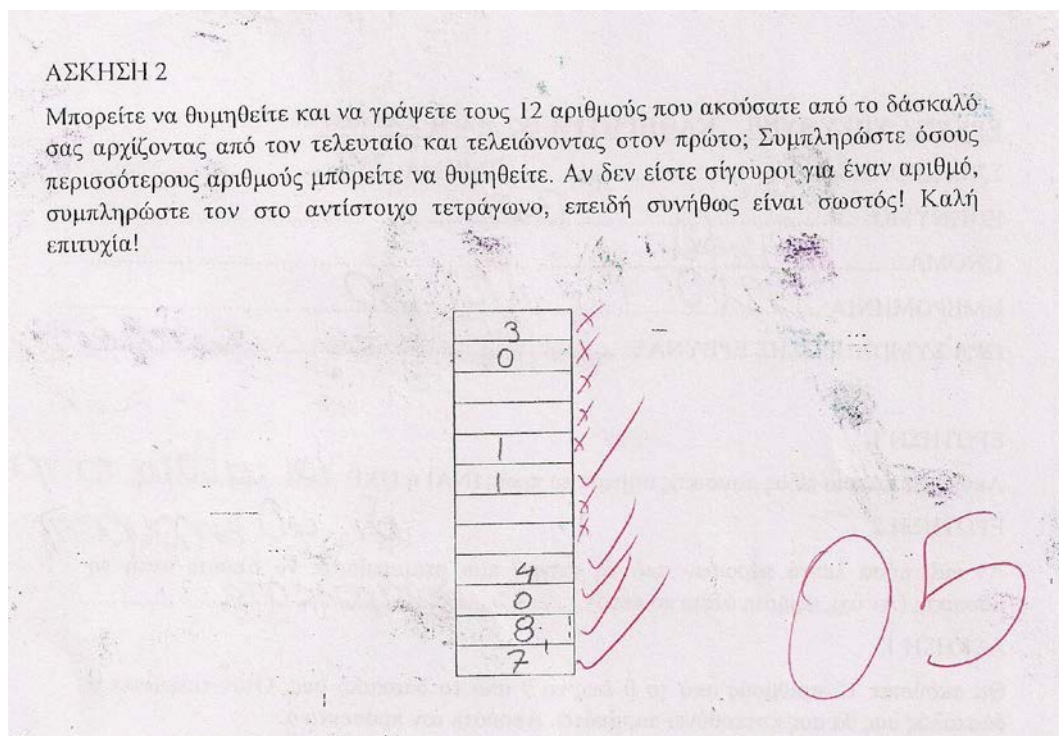 ΑΣΚΗΣΗ 2
Μπορείτε να θυμηθείτε και να γράψετε τους 12 αριθμούς που ακούσατε από το δάσκαλό
σας αρχίζοντας από τον τελευταίο και τελειώνοντας στον πρώτο; Συμπληρώστε όσους
περισσότερους αριθμούς μπορείτε να θυμηθείτε. Αν δεν είστε σίγουροι για έναν αριθμό,
συμπληρώστε τον στο αντίστοιχο τετράγωνο, επειδή συνήθως είναι σωστός! Καλή
επιτυχία!
3
0
1
1
4
0
8
7
05